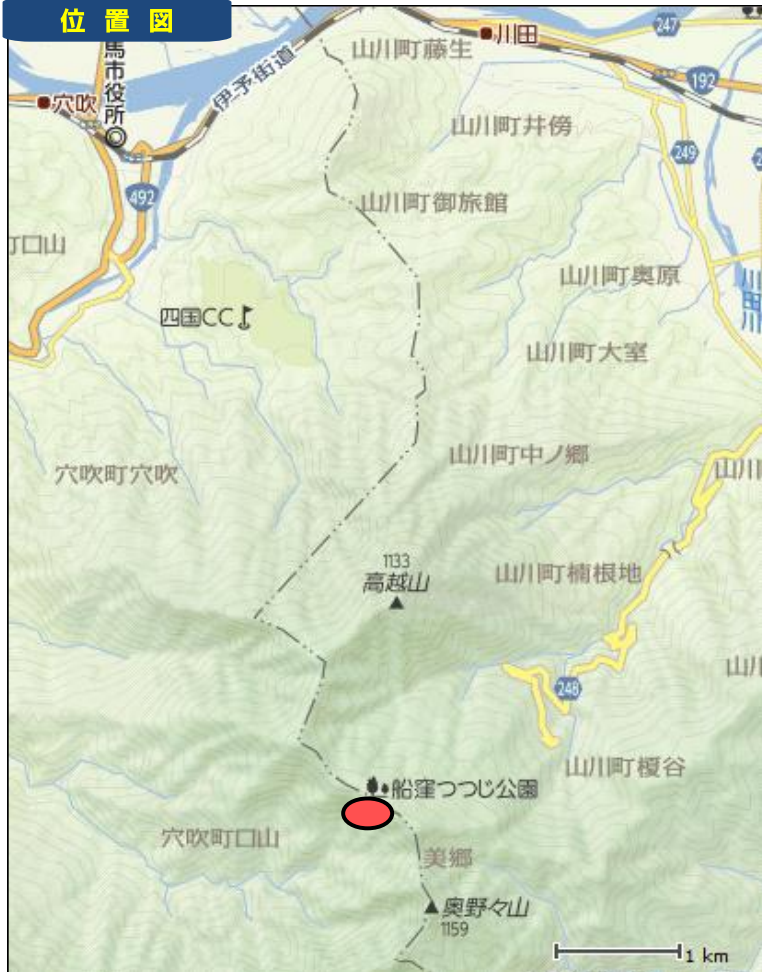 位置図
山川町藤生
川田
247
伊予街道
馬市役所
穴吹
192
山川町井傍
249
492
山川町御旅館
口山
山川町奥原
四国CC
山川町大室
山川町中ノ郷
穴吹町穴吹
山川
1133
高越山
山川町楠根地
山川
248
山川町榎谷
船窪つつじ公園
穴吹町口山
美郷
奥野々山
1159
1 km